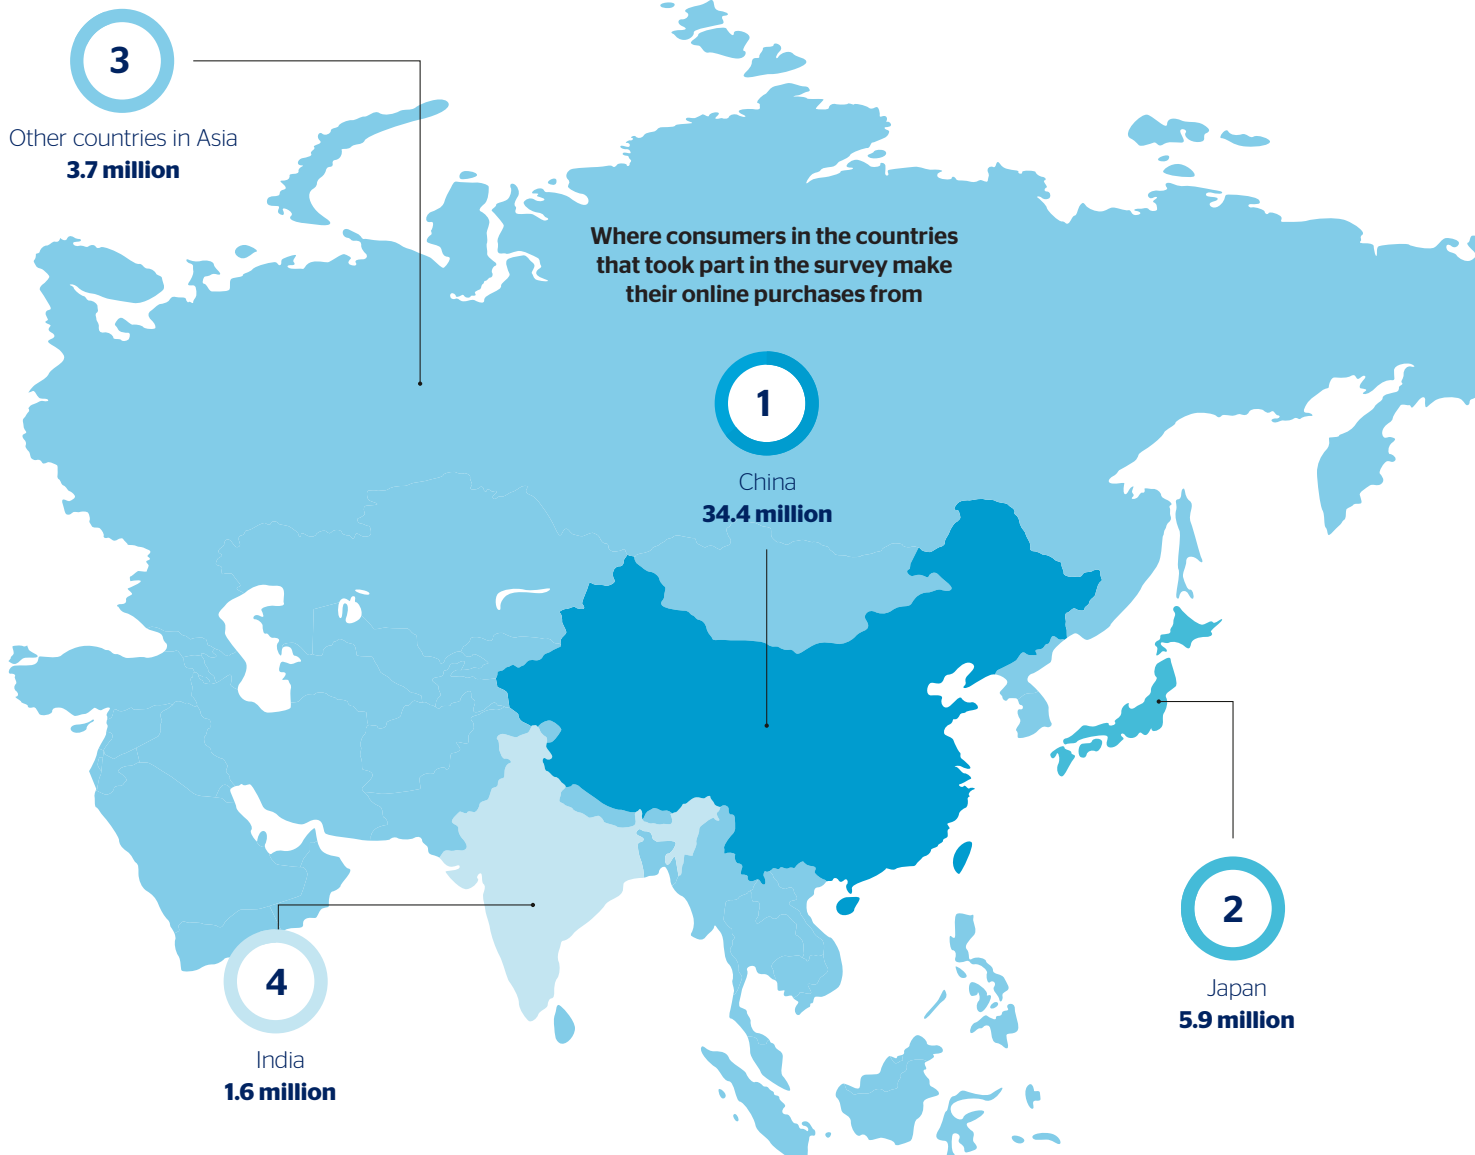 3
Other countries in Asia
3.7 million
Where consumers in the countries
that took part in the survey make
their online purchases from
1
China
34.4 million
2
Japan
5.9 million
4
India
1.6 million